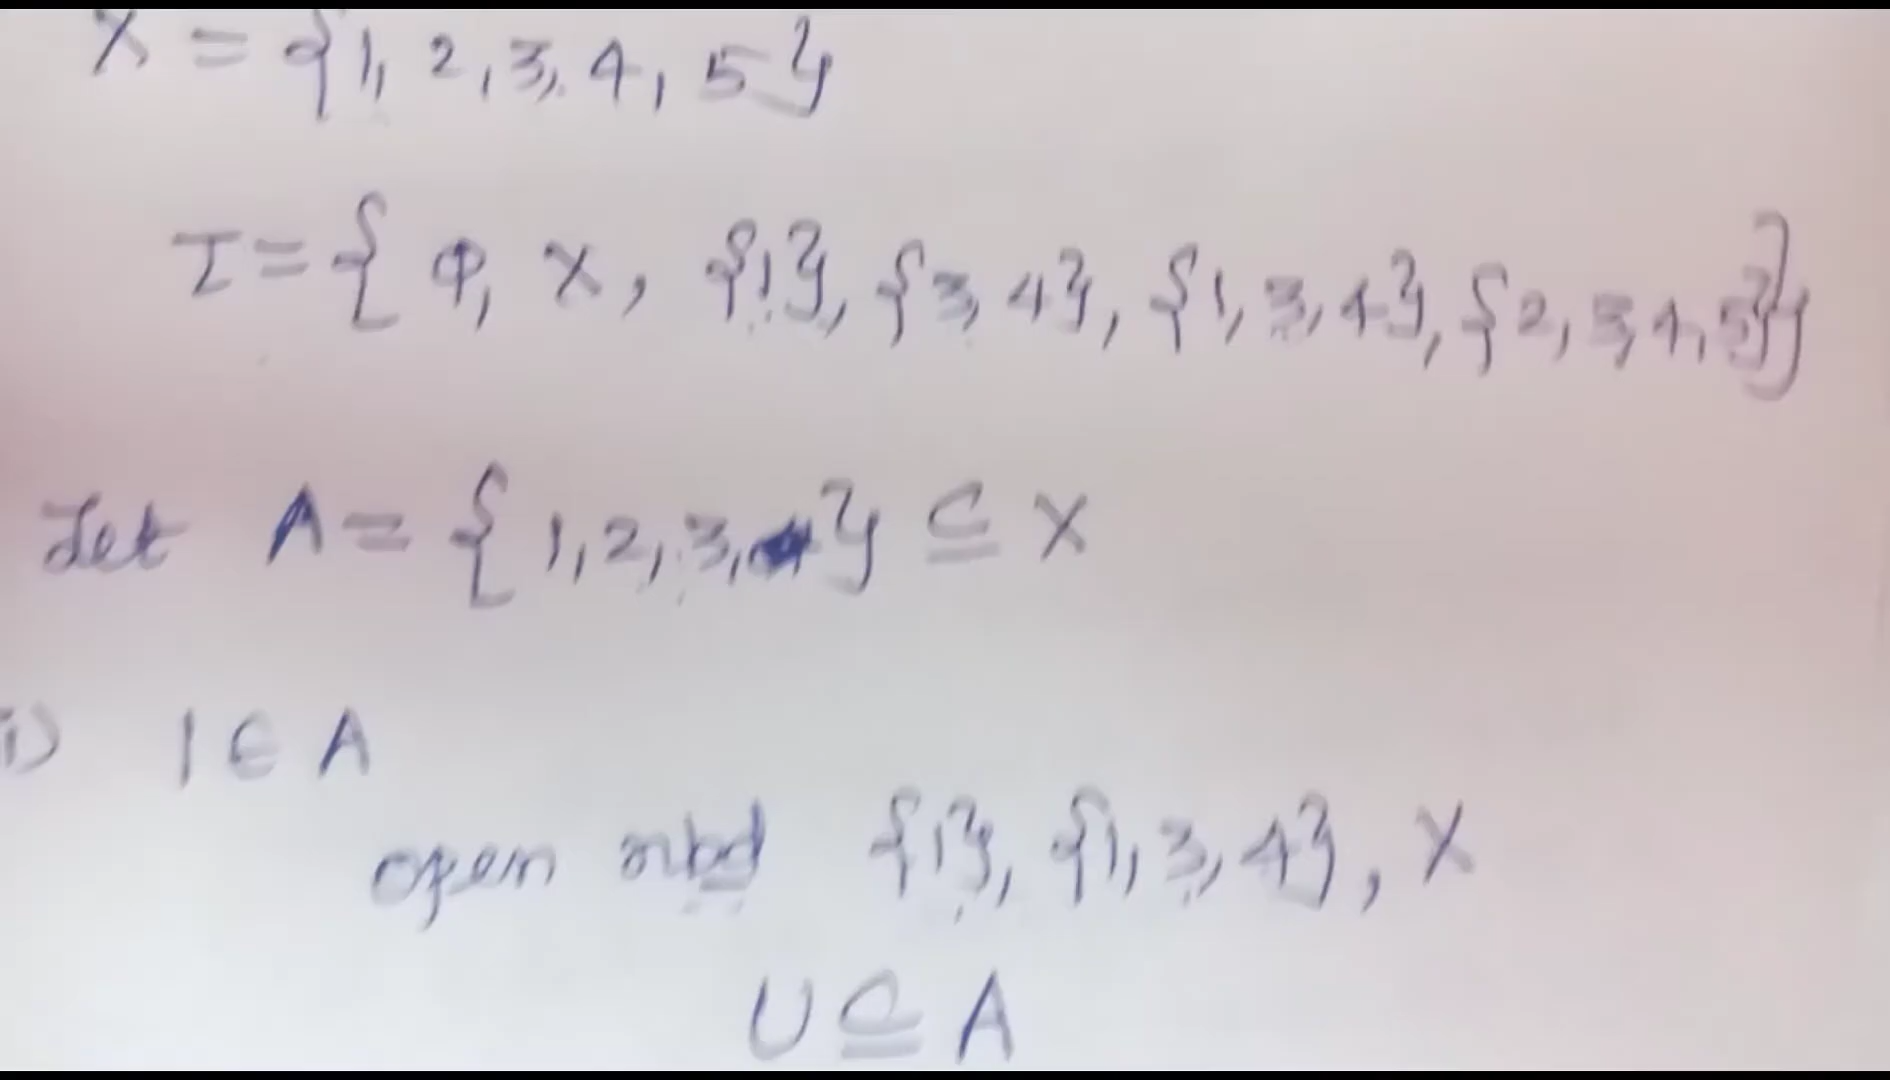 X = {1, 2, 3, 4, 5}
τ = { φ, X, {1}, {3, 4}, {1, 3, 4}, {2, 3, 4, 5}}
Let A = { 1, 2, 3, 4} ⊆ X
i) 1 ∈ A
open nbd {1}, {1, 3, 4}, X
U ⊆ A